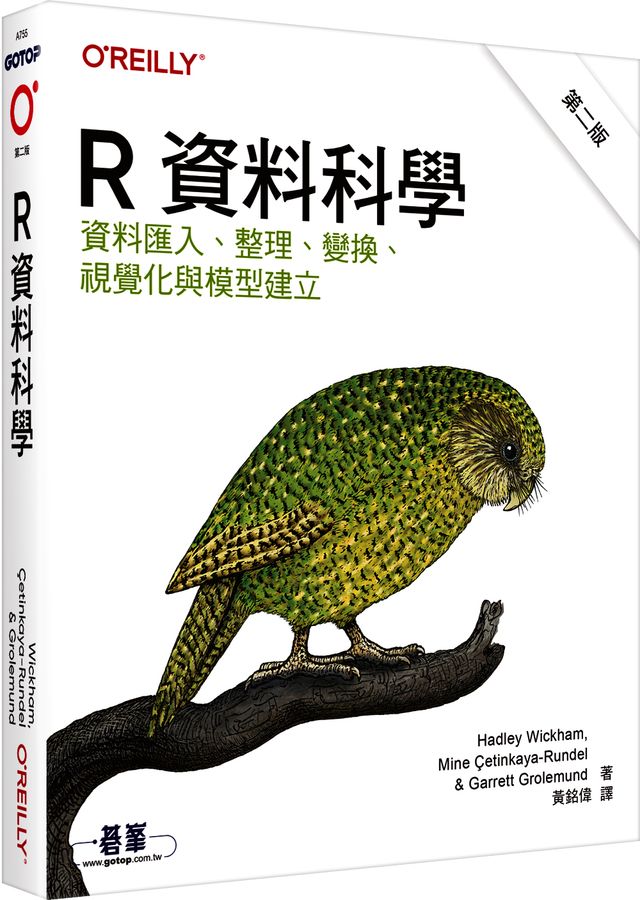 A755
GOTOP
第二版
R 資料科學
Wickham,
Çetinkaya-Rundel
& Grolemund
O'REILLY
O'REILLY®
第二版
R 資料科學
資料匯入、整理、變換、
視覺化與模型建立
Hadley Wickham,
Mine Çetinkaya-Rundel
& Garrett Grolemund 著
黃銘偉 譯
碁峯
www.gotop.com.tw